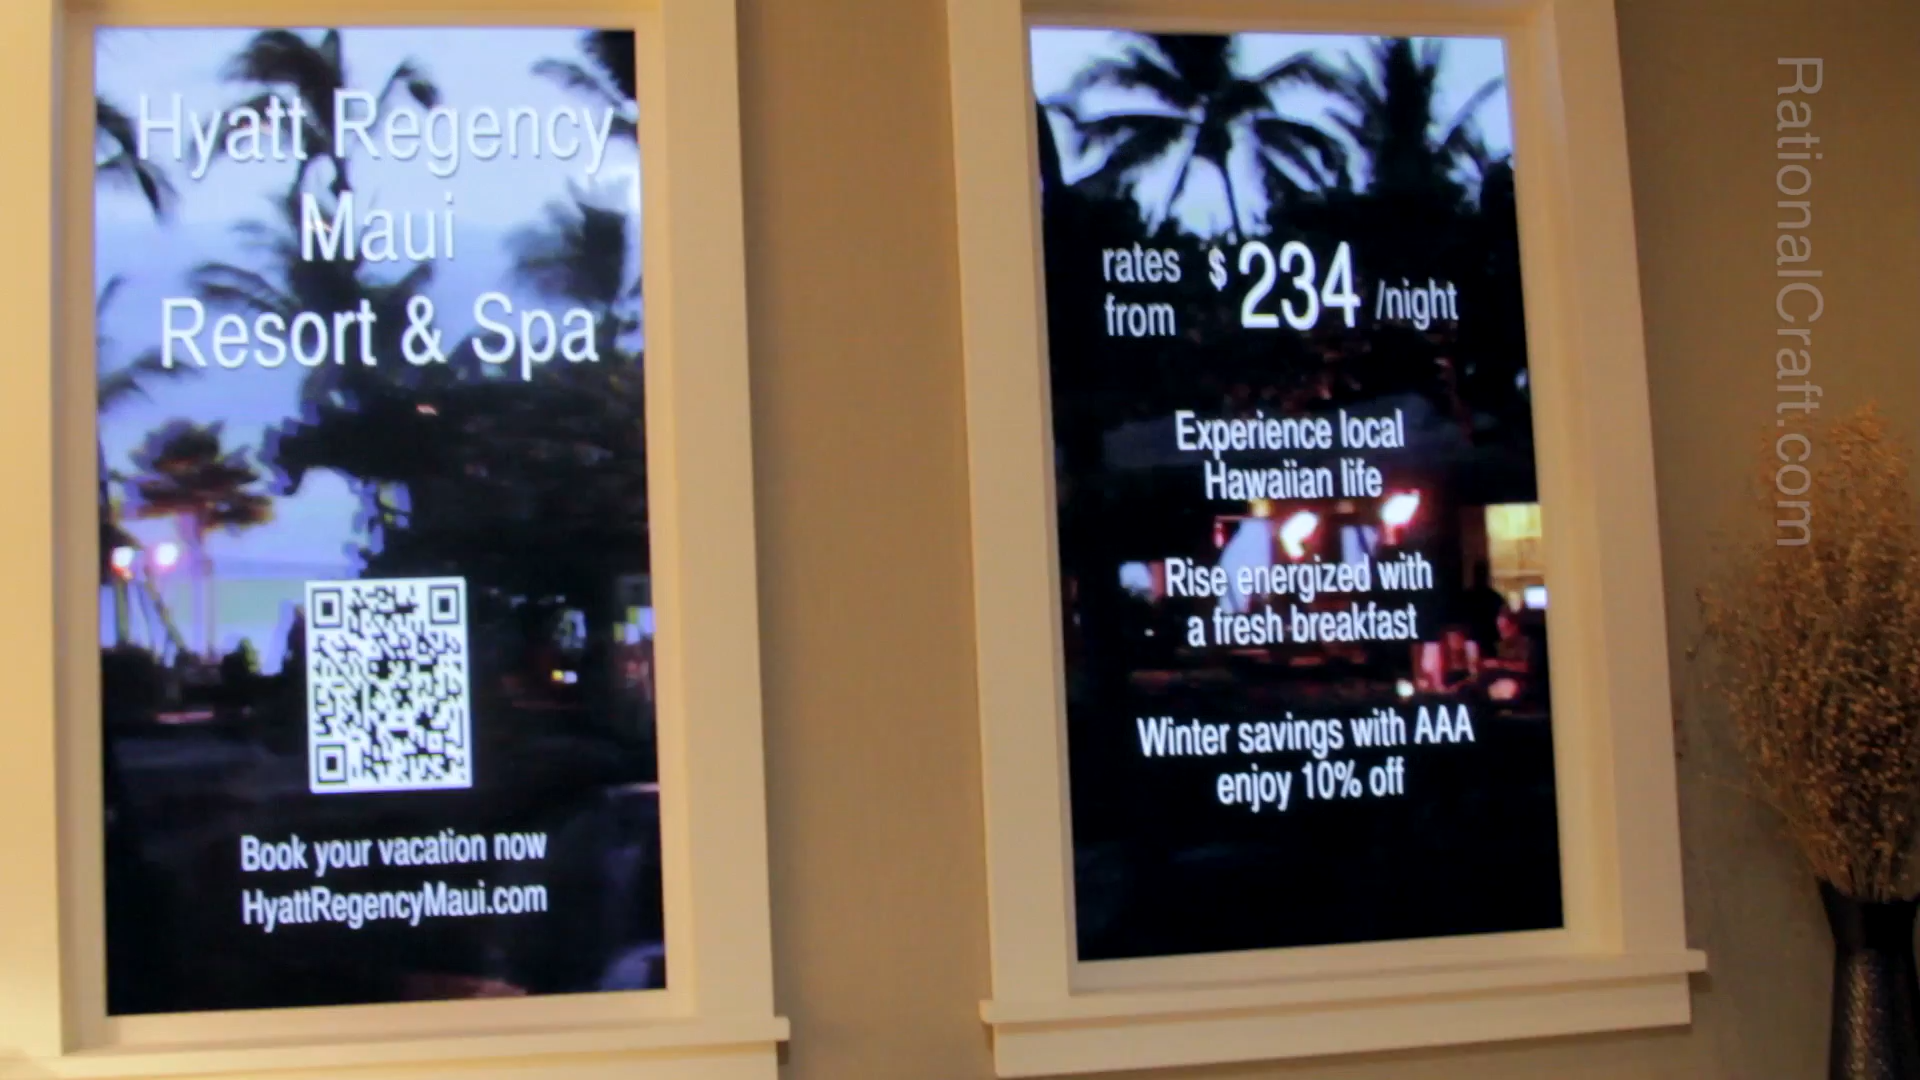 Hyatt Regency
Maui
Resort & Spa
Book your vacation now
HyattRegencyMaui.com
rates
from
$ 234 /night
Experience local
Hawaiian life
Rise energized with
a fresh breakfast
Winter savings with AAA
enjoy 10% off
RationalCraft.com